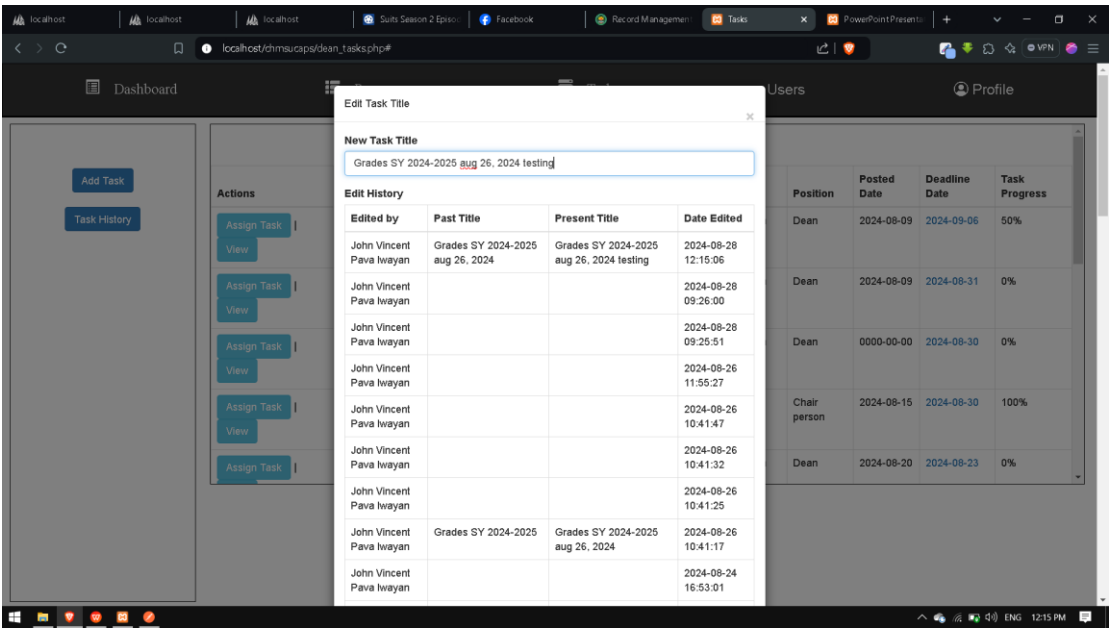 localhost
localhost
localhost
Suits Season 2 Episo
Facebook
Record Management
Tasks
PowerPoint Presenta
localhost/chmsucaps/dean_tasks.php#
VPN
Dashboard
Users
Profile
Edit Task Title
×
New Task Title
Grades SY 2024-2025 aug 26, 2024 testing
Edit History
Edited by Past Title Present Title Date Edited
John Vincent Grades SY 2024-2025 Grades SY 2024-2025 2024-08-28
Pava Iwayan aug 26, 2024 aug 26, 2024 testing 12:15:06
John Vincent 2024-08-28
Pava Iwayan 09:26:00
John Vincent 2024-08-28
Pava Iwayan 09:25:51
John Vincent 2024-08-26
Pava Iwayan 11:55:27
John Vincent 2024-08-26
Pava Iwayan 10:41:47
John Vincent 2024-08-26
Pava Iwayan 10:41:32
John Vincent 2024-08-26
Pava Iwayan 10:41:25
John Vincent Grades SY 2024-2025 Grades SY 2024-2025 2024-08-26
Pava Iwayan aug 26, 2024 10:41:17
John Vincent 2024-08-24
Pava Iwayan 16:53:01
Add Task
Task History
Actions
Assign Task |
View
Assign Task |
View
Assign Task |
View
Assign Task |
View
Assign Task |
Posted Deadline Task
Position Date Date Progress
Dean 2024-08-09 2024-09-06 50%
Dean 2024-08-09 2024-08-31 0%
Dean 0000-00-00 2024-08-30 0%
Chair 2024-08-15 2024-08-30 100%
person
Dean 2024-08-20 2024-08-23 0%
ENG 12:15 PM